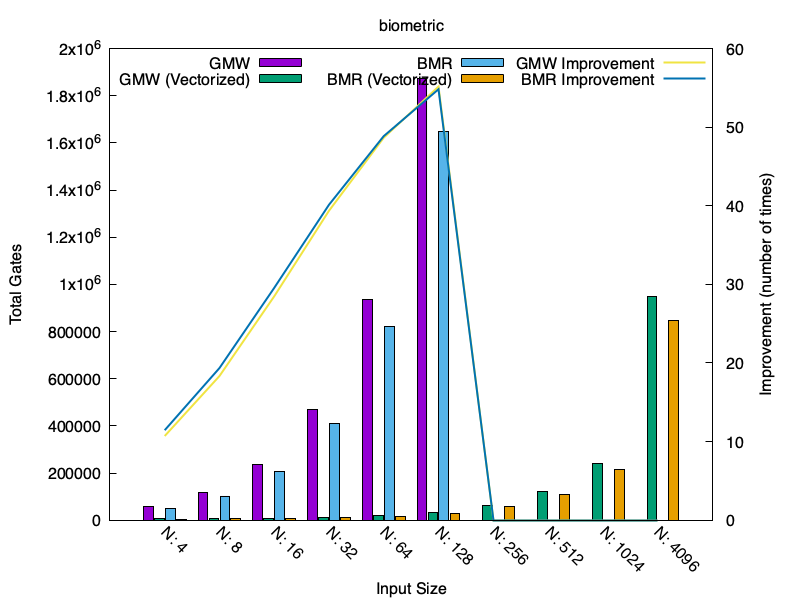 biometric
GMW
BMR
GMW Improvement
GMW (Vectorized)
BMR (Vectorized)
BMR Improvement
2x10^6
1.8x10^6
1.6x10^6
1.4x10^6
1.2x10^6
1x10^6
800000
600000
400000
200000
0
60
50
40
30
20
10
0
Total Gates
Improvement (number of times)
N: 4
N: 8
N: 16
N: 32
N: 64
N: 128
N: 256
N: 512
N: 1024
N: 4096
Input Size